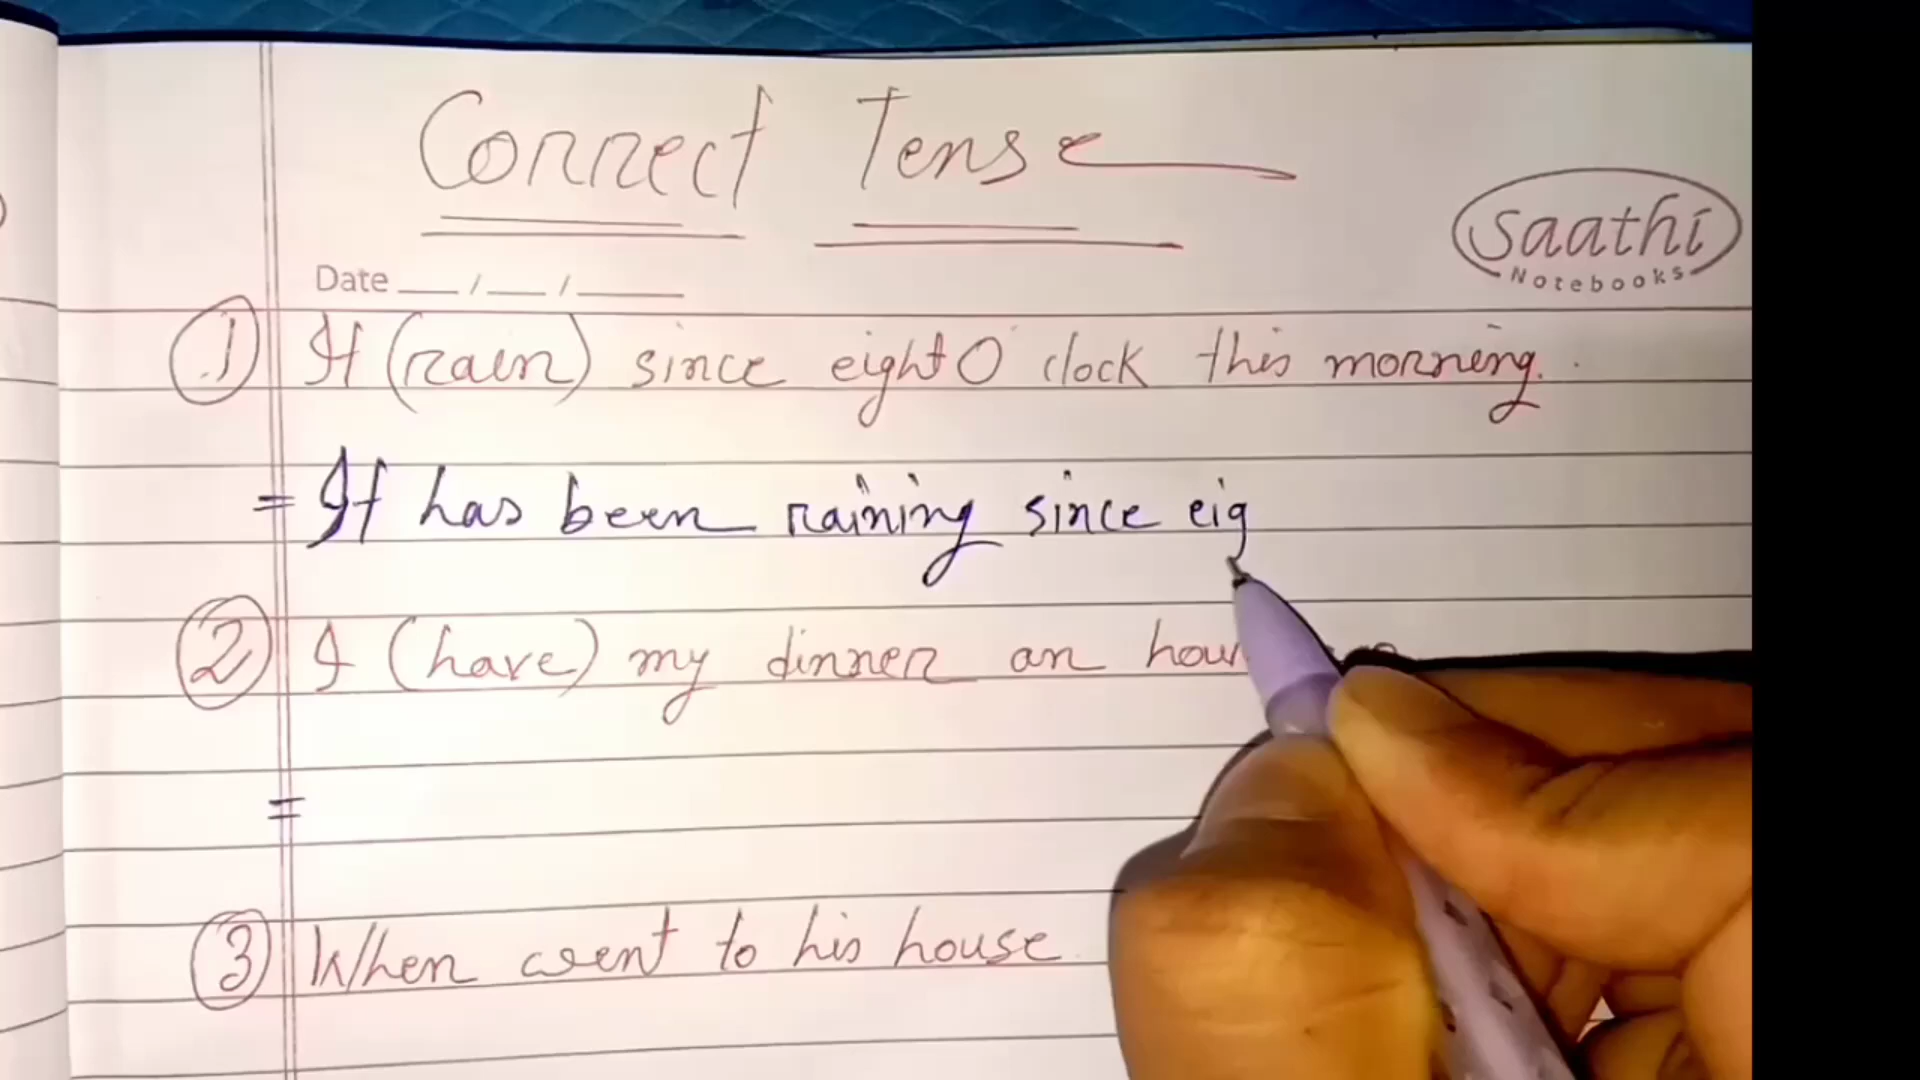 Correct Tense
saathi
Notebooks
Date __/__/____
1 It (rain) since eight O'clock this morning.
= It has been raining since eig
2 I (have) my dinner an hour
=
3 When went to his house